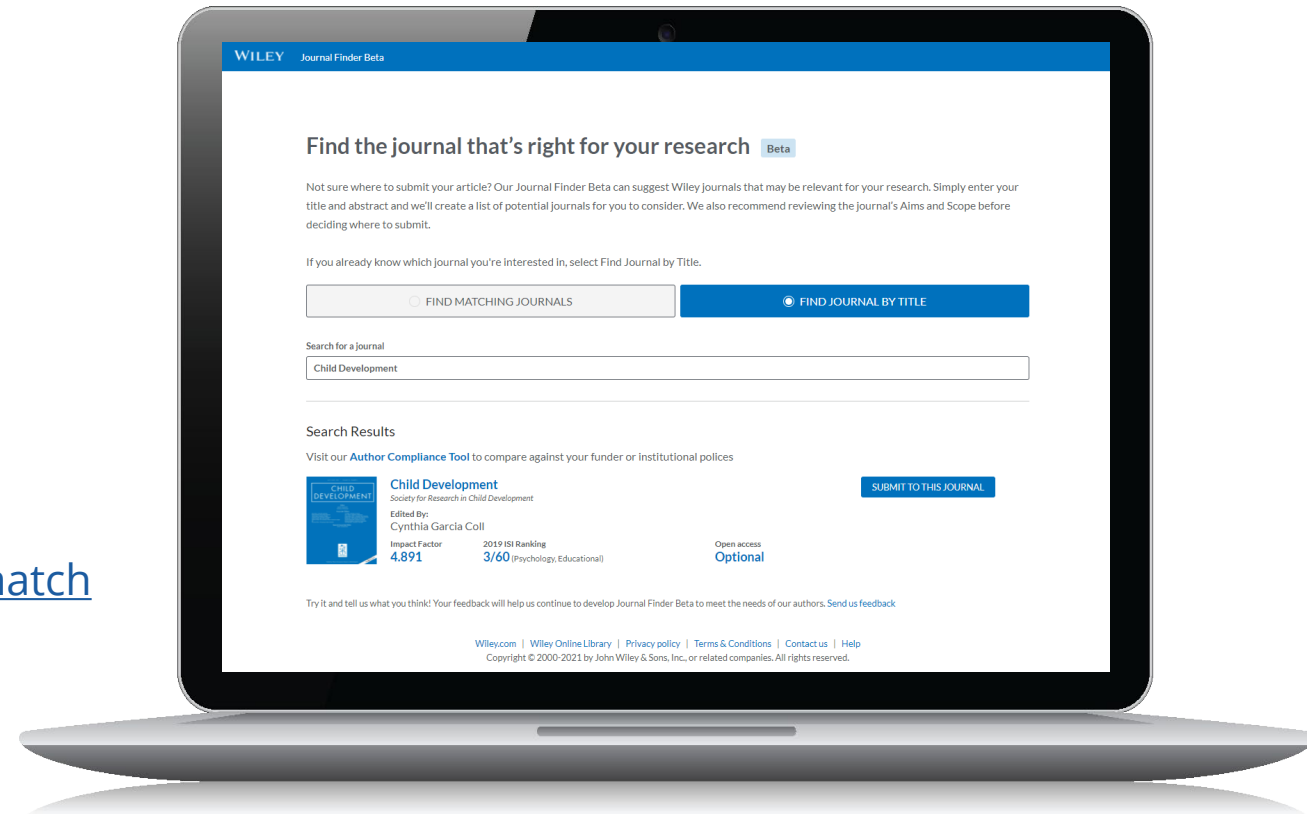 WILEY Journal Finder Beta
Find the journal that’s right for your research Beta
Not sure where to submit your article? Our Journal Finder Beta can suggest Wiley journals that may be relevant for your research. Simply enter your
title and abstract and we'll create a list of potential journals for you to consider. We also recommend reviewing the journal's Aims and Scope before
deciding where to submit.
If you already know which journal you're interested in, select Find Journal by Title.
FIND MATCHING JOURNALS FIND JOURNAL BY TITLE
Search for a journal
Child Development
Search Results
Visit our Author Compliance Tool to compare against your funder or institutional polices
CHILD
DEVELOPMENT
Child Development
SUBMIT TO THIS JOURNAL
Society for Research in Child Development
Edited By:
Cynthia Garcia Coll
Impact Factor 2019 ISI Ranking Open access
4.891 3/60 (Psychology, Educational) Optional
Try it and tell us what you think! Your feedback will help us continue to develop Journal Finder Beta to meet the needs of our authors. Send us feedback
Wiley.com | Wiley Online Library | Privacy policy | Terms & Conditions | Contact us | Help
Copyright © 2000-2021 by John Wiley & Sons, Inc., or related companies. All rights reserved.